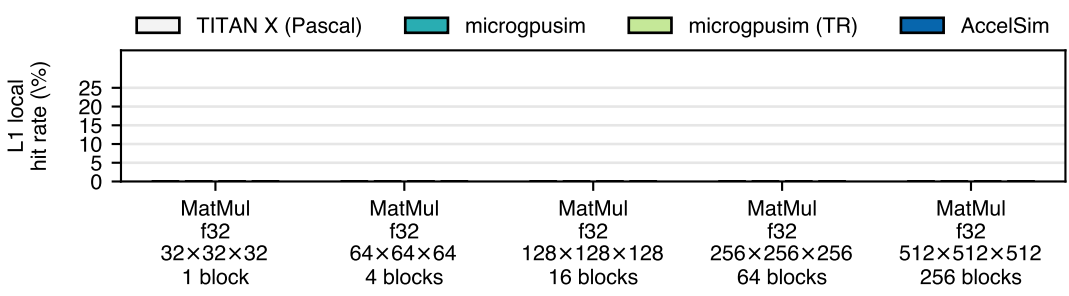 TITAN X (Pascal) microgpusim microgpusim (TR) AccelSim
L1 local
hit rate (\%)
25
20
15
10
5
0
MatMul MatMul MatMul MatMul MatMul
f32 f32 f32 f32 f32
32×32×32 64×64×64 128×128×128 256×256×256 512×512×512
1 block 4 blocks 16 blocks 64 blocks 256 blocks